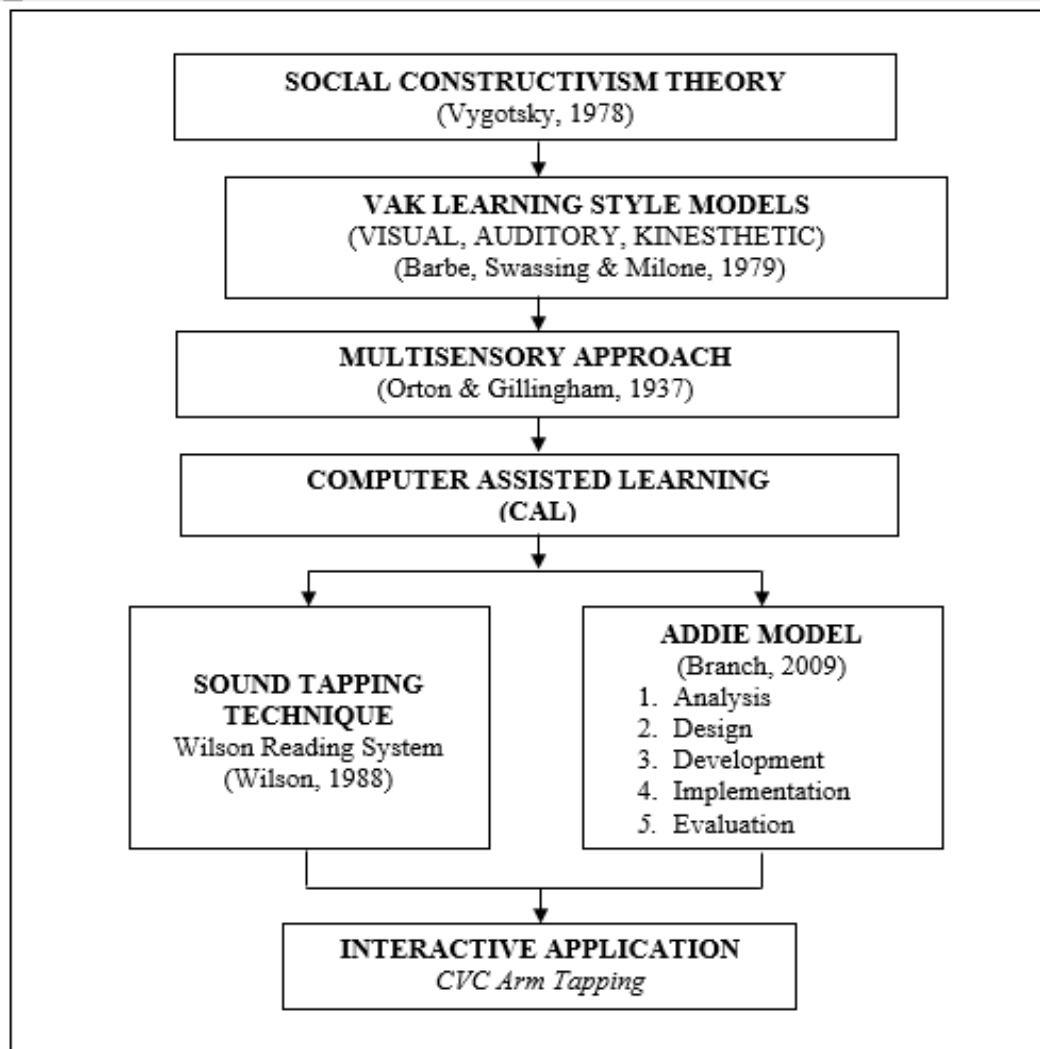 SOCIAL CONSTRUCTIVISM THEORY
(Vygotsky, 1978)
VAK LEARNING STYLE MODELS
(VISUAL, AUDITORY, KINESTHETIC)
(Barbe, Swassing & Milone, 1979)
MULTISENSORY APPROACH
(Orton & Gillingham, 1937)
COMPUTER ASSISTED LEARNING
(CAL)
SOUND TAPPING
TECHNIQUE
Wilson Reading System
(Wilson, 1988)
ADDIE MODEL
(Branch, 2009)
1. Analysis
2. Design
3. Development
4. Implementation
5. Evaluation
INTERACTIVE APPLICATION
CVC Arm Tapping